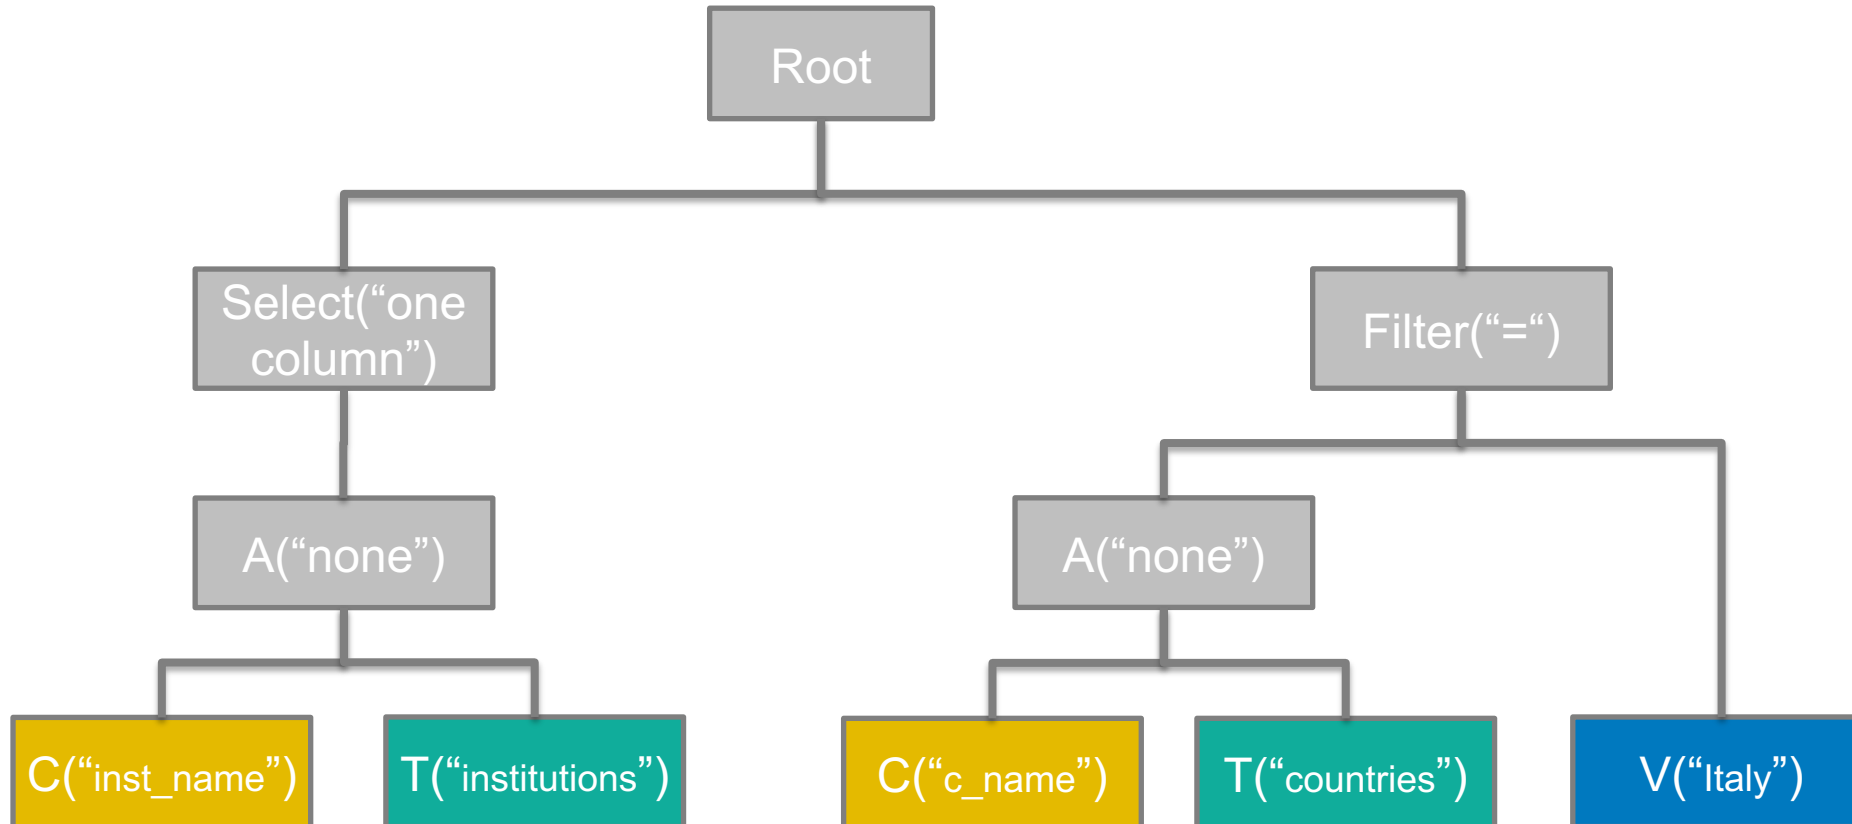 Root
Select(“one
column”)
Filter(“=“)
A(“none”)
A(“none”)
C(“inst_name”)
T(“institutions”)
C(“c_name”)
T(“countries”)
V(“Italy”)